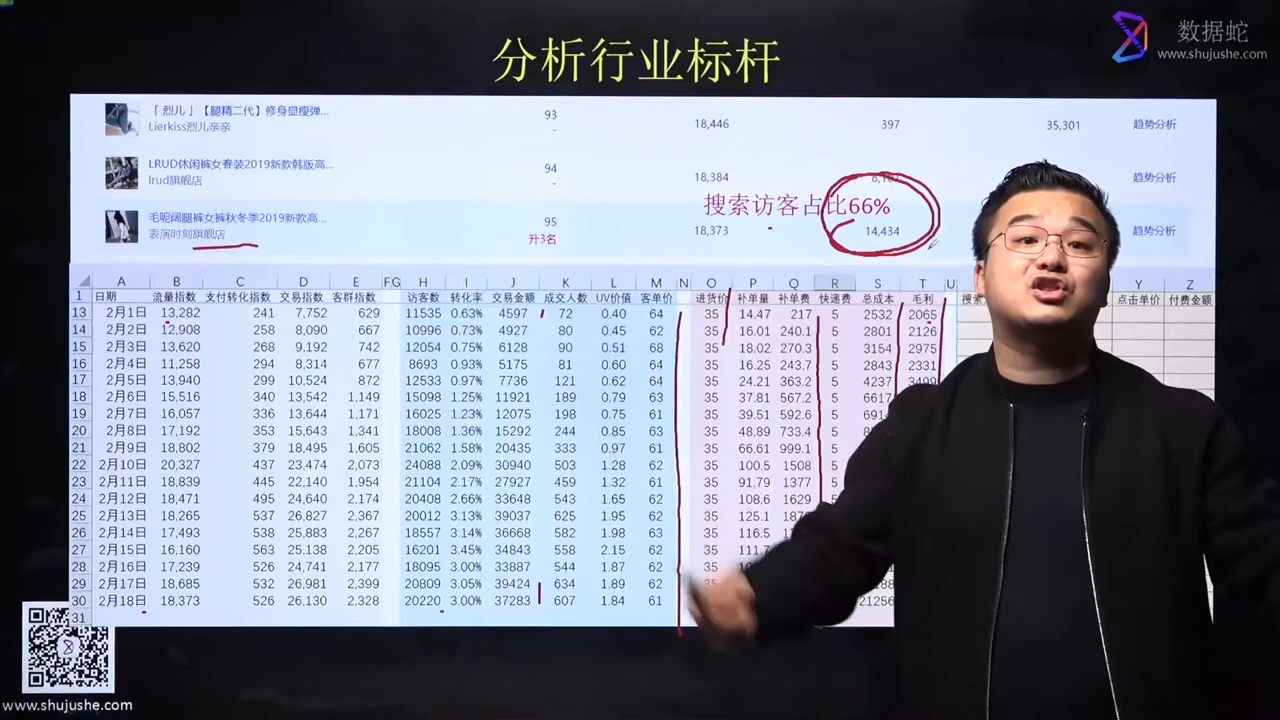 数据蛇
www.shujushe.com
分析行业标杆
「 烈儿 」【腿精二代】修身显瘦弹... 93 18,446 397 35,301 趋势分析
Lierkiss烈儿亲亲 -
LRUD休闲裤女春装2019新款韩版高... 94 18,384 趋势分析
lrud旗舰店 -
搜索访客占比66%
毛呢阔腿裤女裤秋冬季2019新款高... 95 18,373 14,434 趋势分析
表演时刻旗舰店 升3名
A B C D E F G H I J K L M N O P Q R S T U Y Z
1 日期 流量指数 支付转化指数 交易指数 客群指数 访客数 转化率 交易金额 成交人数 UV价值 客单价 进货价 补单量 补单费 快递费 总成本 毛利 点击单价 付费金额
13 2月1日 13,282 241 7,752 629 11535 0.63% 4597 72 0.40 64 35 14.47 217 5 2532 2065
14 2月2日 12,908 258 8,090 667 10996 0.73% 4927 80 0.45 62 35 16.01 240.1 5 2801 2126
15 2月3日 13,620 268 9,192 742 12054 0.75% 6128 90 0.51 68 35 18.02 270.3 5 3154 2975
16 2月4日 11,258 294 8,314 677 8693 0.93% 5175 81 0.60 64 35 16.25 243.7 5 2843 2331
17 2月5日 13,940 299 10,524 872 12533 0.97% 7736 121 0.62 64 35 24.21 363.2 5 4237 3499
18 2月6日 15,516 340 13,542 1,149 15098 1.25% 11921 189 0.79 63 35 37.81 567.2 5 6617
19 2月7日 16,057 336 13,644 1,171 16025 1.23% 12075 198 0.75 61 35 39.51 592.6 5
20 2月8日 17,192 353 15,643 1,341 18008 1.36% 15292 244 0.85 63 35 48.89 733.4 5
21 2月9日 18,802 379 18,495 1,605 21062 1.58% 20435 333 0.97 61 35 66.61 999.1 5
22 2月10日 20,327 437 23,474 2,073 24088 2.09% 30940 503 1.28 62 35 100.5 1508 5
23 2月11日 18,839 445 22,140 1,954 21104 2.17% 27927 459 1.32 61 35 91.79 1377 5
24 2月12日 18,471 495 24,640 2,174 20408 2.66% 33648 543 1.65 62 35 108.6 1629 5
25 2月13日 18,265 537 26,827 2,367 20012 3.13% 39037 625 1.95 62 35 125.1
26 2月14日 17,493 538 25,883 2,267 18557 3.14% 36668 582 1.98 63 35
27 2月15日 16,160 563 25,138 2,205 16201 3.45% 34843 558 2.15 62 35
28 2月16日 17,239 526 24,741 2,177 18095 3.00% 33887 544 1.87 62 35
29 2月17日 18,685 532 26,981 2,399 20809 3.05% 39424 634 1.89 62 35
30 2月18日 18,373 526 26,130 2,328 20220 3.00% 37283 607 1.84 61 21256
31
www.shujushe.com